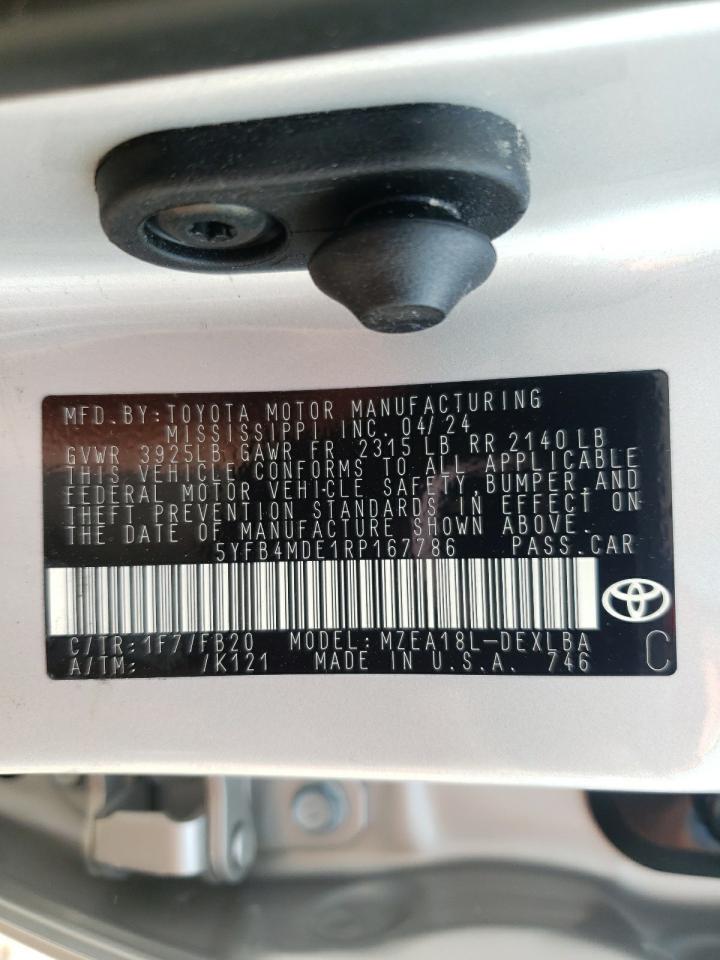 MFD.BY:TOYOTA MOTOR MANUFACTURING
MISSISSIPPI, INC. 04/24
GVWR 3925LB GAWR FR 2315 LB RR 2140LB
THIS VEHICLE CONFORMS TO ALL APPLICABLE
FEDERAL MOTOR VEHICLE SAFETY,BUMPER,AND
THEFT PREVENTION STANDARDS IN EFFECT ON
THE DATE OF MANUFACTURE SHOWN ABOVE.
5YFB4MDE1RP167786 PASS.CAR
C/TR:1F7/FB20 MODEL:MZEA18L-DEXLBA
A/TM: /K121 MADE IN U.S.A. 746 C